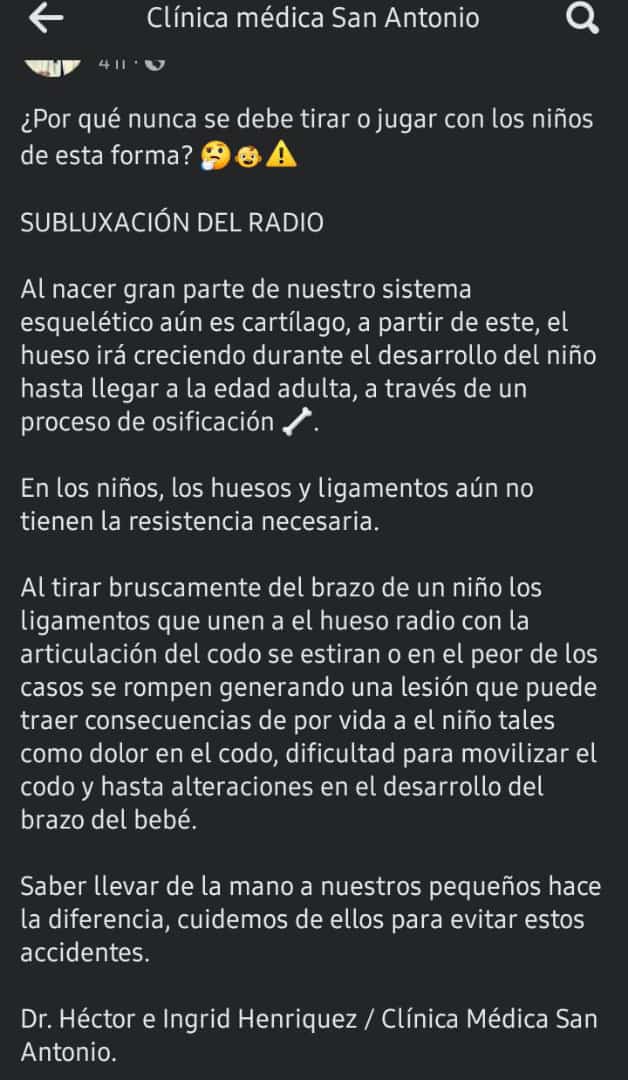 Clínica médica San Antonio
4 h ·
¿Por qué nunca se debe tirar o jugar con los niños
de esta forma? 🤔👶⚠️
SUBLUXACIÓN DEL RADIO
Al nacer gran parte de nuestro sistema
esquelético aún es cartílago, a partir de este, el
hueso irá creciendo durante el desarrollo del niño
hasta llegar a la edad adulta, a través de un
proceso de osificación 🦴.
En los niños, los huesos y ligamentos aún no
tienen la resistencia necesaria.
Al tirar bruscamente del brazo de un niño los
ligamentos que unen a el hueso radio con la
articulación del codo se estiran o en el peor de los
casos se rompen generando una lesión que puede
traer consecuencias de por vida a el niño tales
como dolor en el codo, dificultad para movilizar el
codo y hasta alteraciones en el desarrollo del
brazo del bebé.
Saber llevar de la mano a nuestros pequeños hace
la diferencia, cuidemos de ellos para evitar estos
accidentes.
Dr. Héctor e Ingrid Henriquez / Clínica Médica San
Antonio.